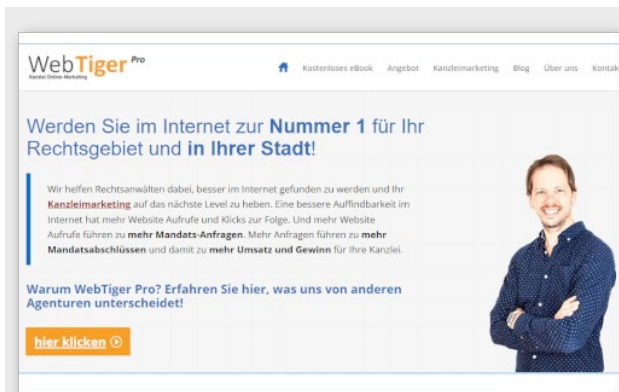 WebTiger Pro
Kanzlei Online-Marketing
Kostenloses eBook Angebot Kanzleimarketing Blog Über uns Kontak
Werden Sie im Internet zur Nummer 1 für Ihr
Rechtsgebiet und in Ihrer Stadt!
Wir helfen Rechtsanwälten dabei, besser im Internet gefunden zu werden und Ihr
Kanzleimarketing auf das nächste Level zu heben. Eine bessere Auffindbarkeit im
Internet hat mehr Website Aufrufe und Klicks zur Folge. Und mehr Website
Aufrufe führen zu mehr Mandats-Anfragen. Mehr Anfragen führen zu mehr
Mandatsabschlüssen und damit zu mehr Umsatz und Gewinn für Ihre Kanzlei.
Warum WebTiger Pro? Erfahren Sie hier, was uns von anderen
Agenturen unterscheidet!
hier klicken